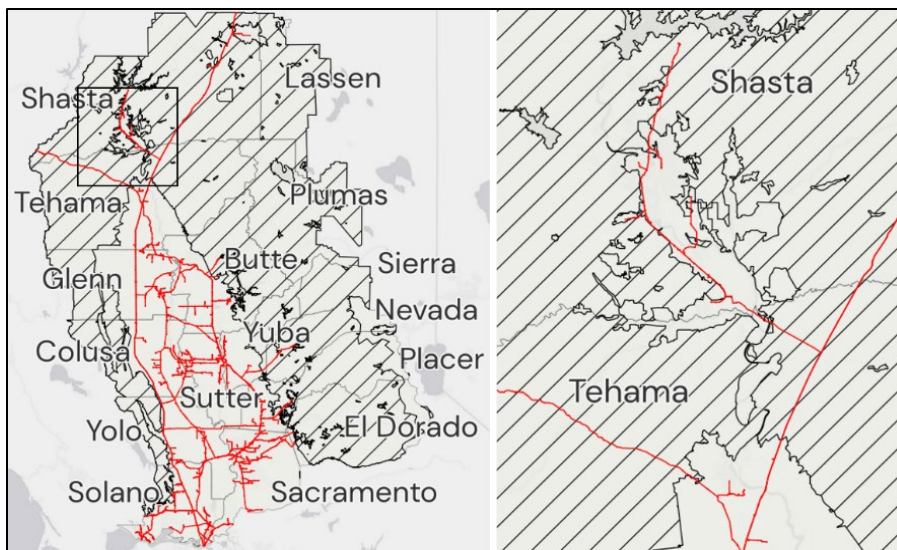 Lassen
Shasta
Plumas
Tehama
Butte
Sierra
Glenn
Nevada
Yuba
Colusa
Placer
Sutter
Yolo
El Dorado
Solano
Sacramento
Shasta
Tehama